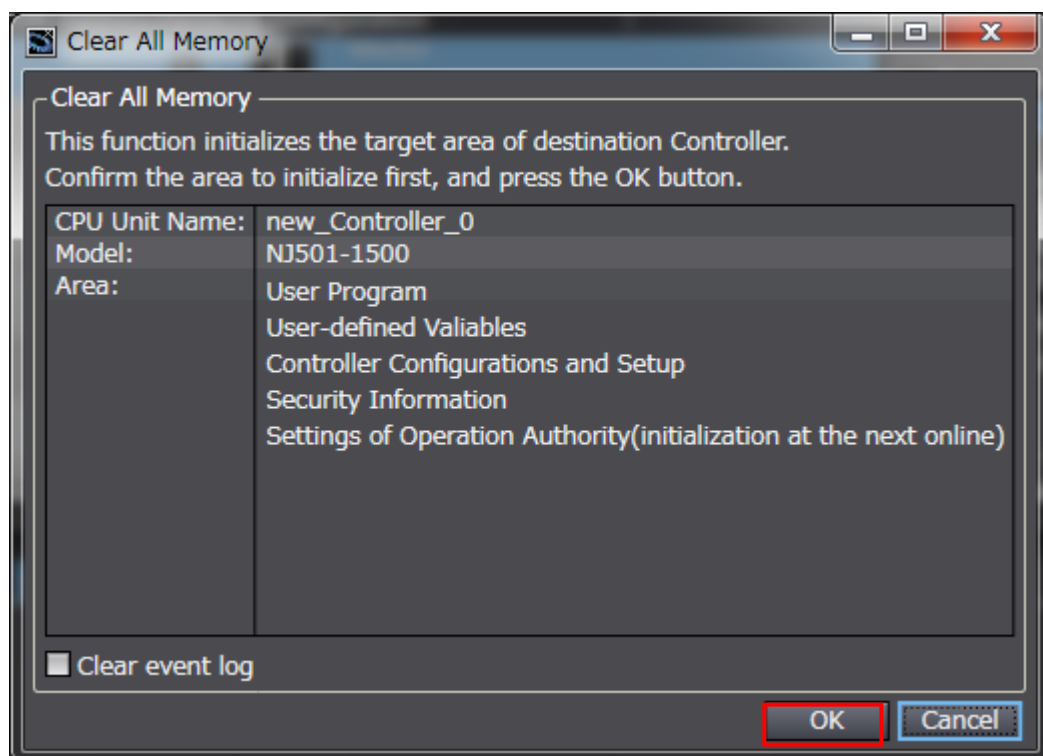 Clear All Memory
Clear All Memory
This function initializes the target area of destination Controller.
Confirm the area to initialize first, and press the OK button.
CPU Unit Name: new_Controller_0
Model: NJ501-1500
Area: User Program
User-defined Valiables
Controller Configurations and Setup
Security Information
Settings of Operation Authority(initialization at the next online)
Clear event log
OK Cancel